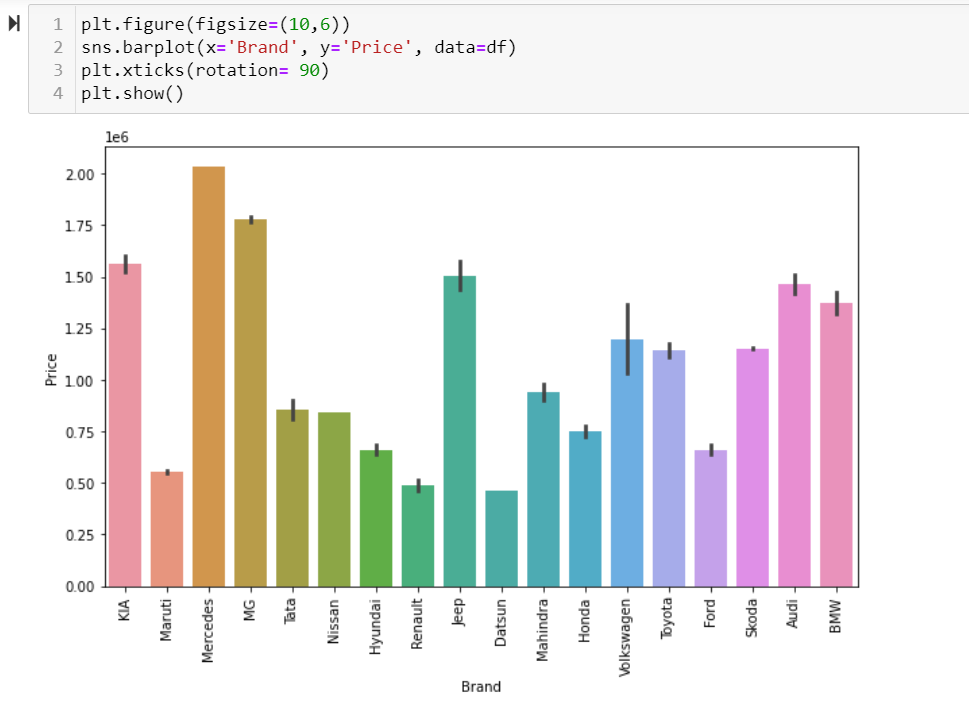 1 plt.figure(figsize=(10,6))
2 sns.barplot(x='Brand', y='Price', data=df)
3 plt.xticks(rotation= 90)
4 plt.show()
1e6
2.00
1.75
1.50
1.25
1.00
0.75
0.50
0.25
0.00
Price
KIA
Maruti
Mercedes
MG
Tata
Nissan
Hyundai
Renault
Jeep
Datsun
Mahindra
Honda
Volkswagen
Toyota
Ford
Skoda
Audi
BMW
Brand